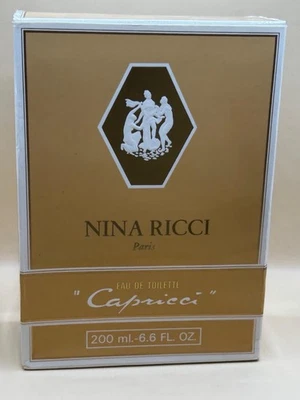 NINA RICCI
Paris
EAU DE TOILETTE
"Capricci"
200 ml.-6.6 FL. OZ.